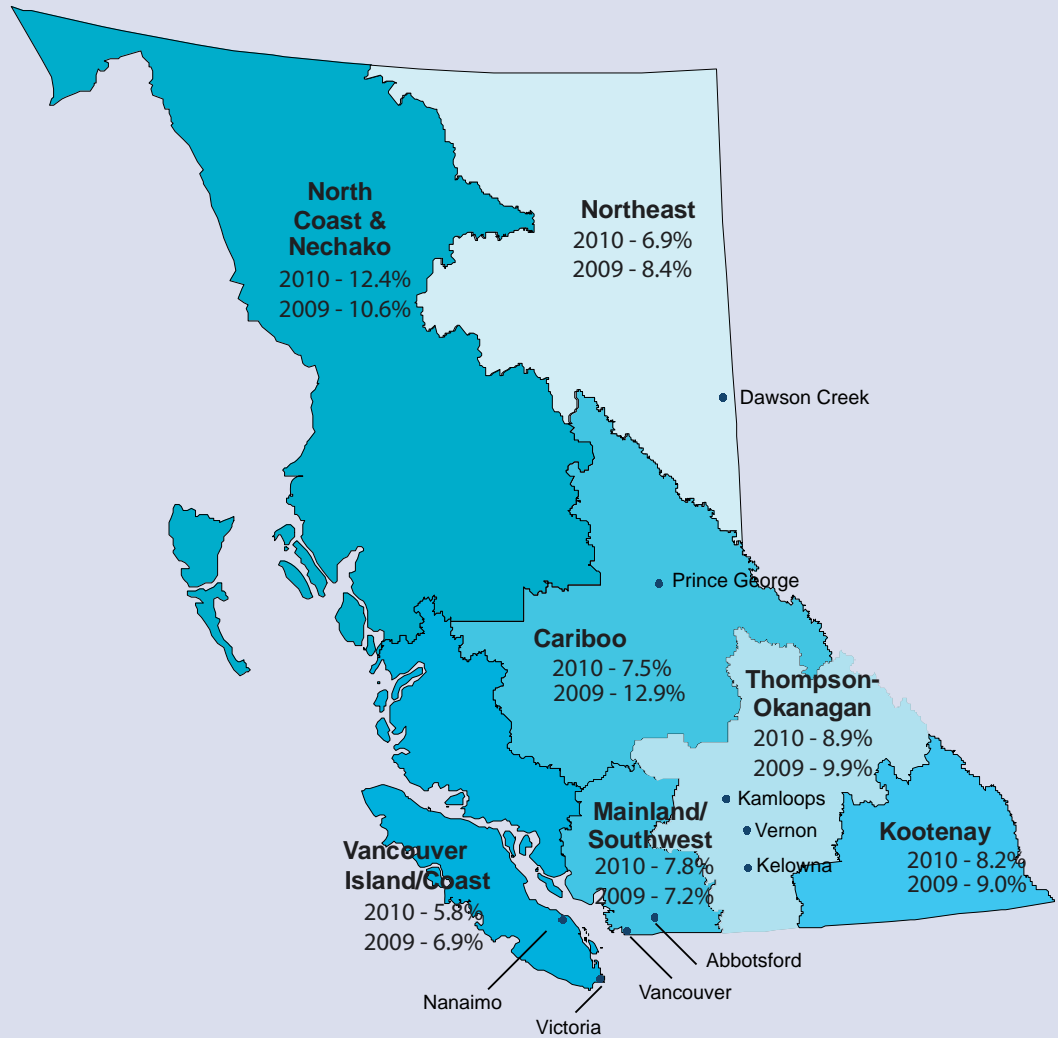 North
Coast &
Nechako
2010 - 12.4%
2009 - 10.6%
Northeast
2010 - 6.9%
2009 - 8.4%
Dawson Creek
Prince George
Cariboo
2010 - 7.5%
2009 - 12.9%
Thompson-
Okanagan
2010 - 8.9%
2009 - 9.9%
Kamloops
Vernon
Kelowna
Mainland/
Southwest
2010 - 7.8%
2009 - 7.2%
Kootenay
2010 - 8.2%
2009 - 9.0%
Vancouver
Island/Coast
2010 - 5.8%
2009 - 6.9%
Abbotsford
Vancouver
Nanaimo
Victoria